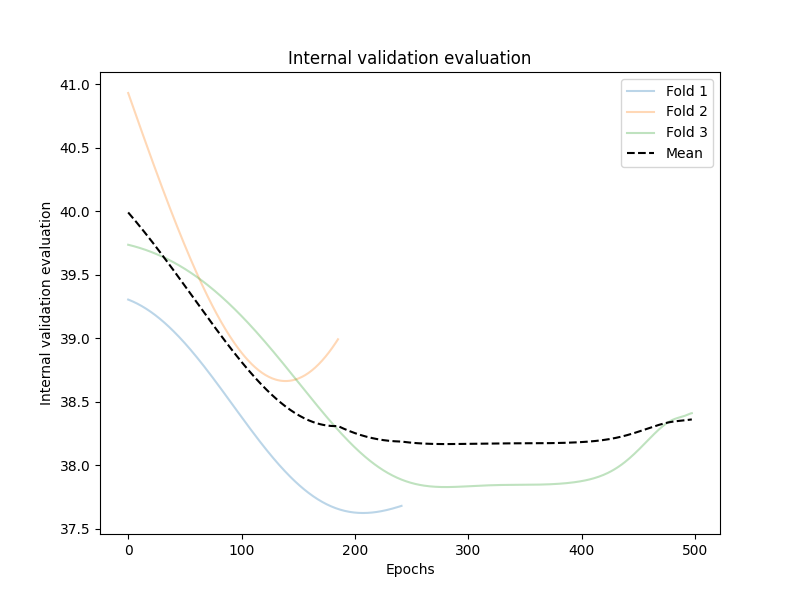 Internal validation evaluation
Fold 1
Fold 2
Fold 3
Mean
Internal validation evaluation
41.0
40.5
40.0
39.5
39.0
38.5
38.0
37.5
0 100 200 300 400 500
Epochs